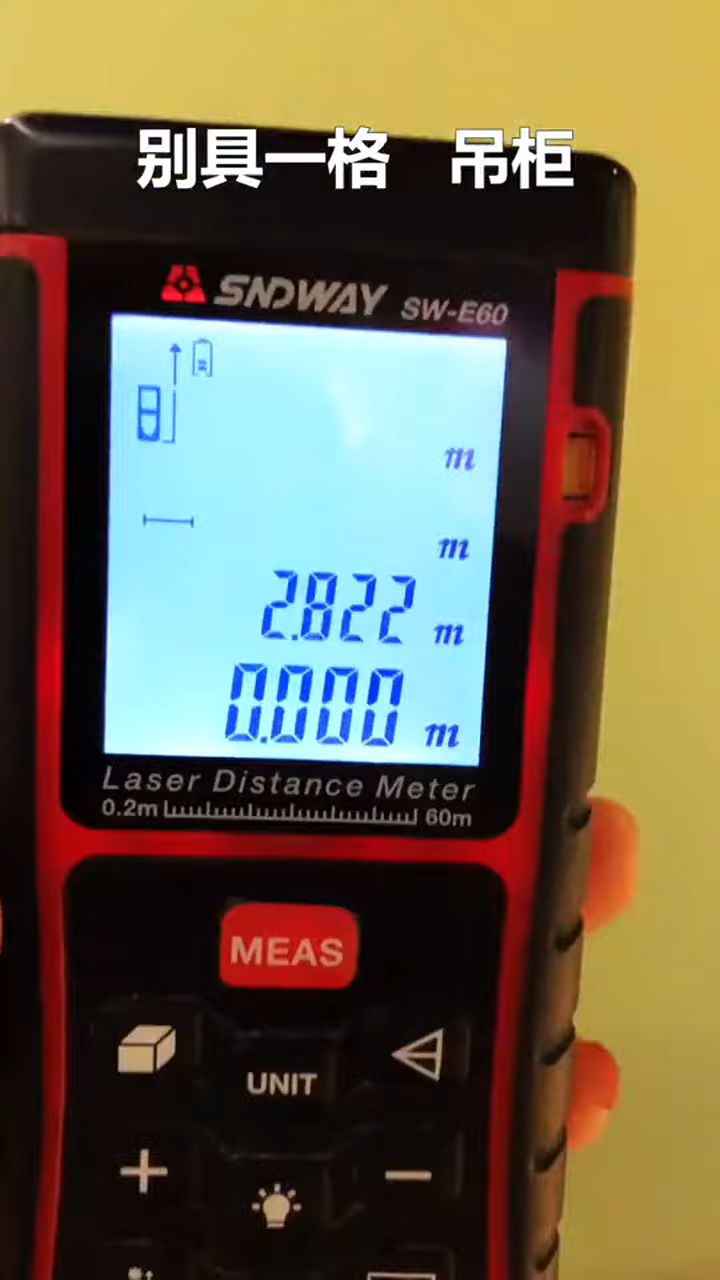 别具一格 吊柜
SNDWAY SW-E60
m
m
2.822 m
0.000 m
Laser Distance Meter
0.2m 60m
MEAS
UNIT